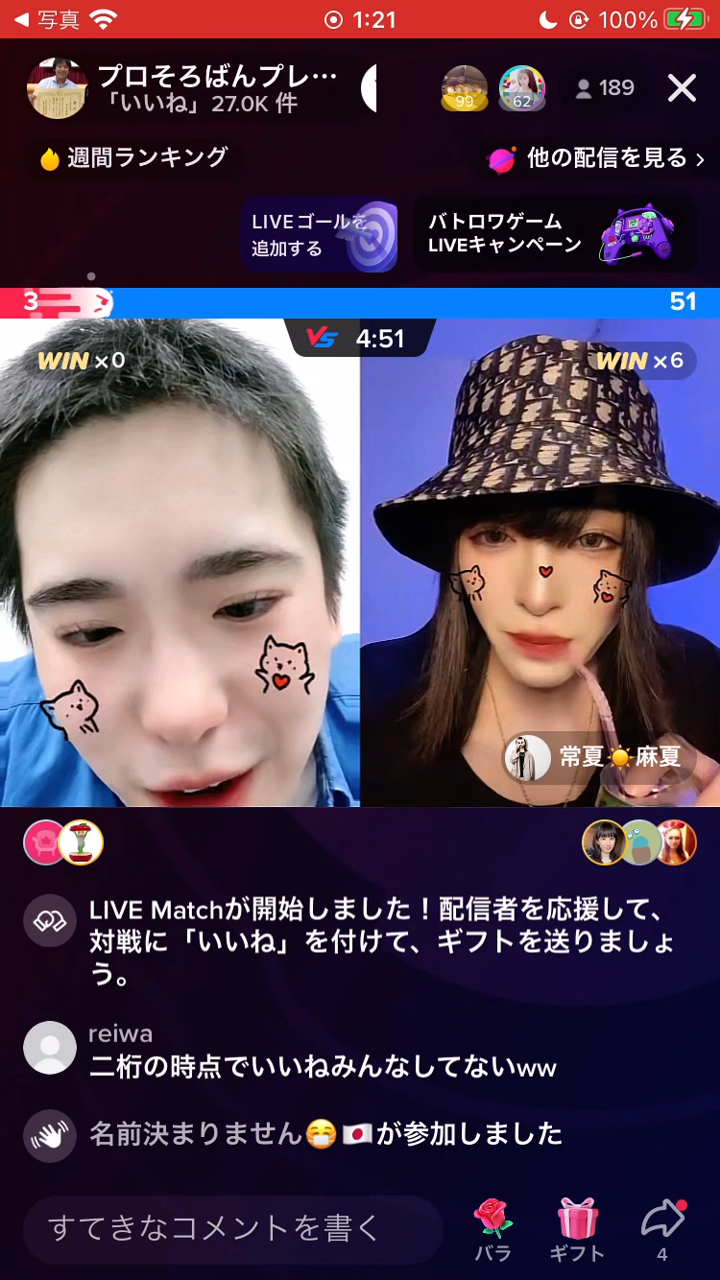 写真
1:21
100%
プロそろばんプレ…
「いいね」27.0K 件
99
62
189
週間ランキング
他の配信を見る
LIVEゴールを
追加する
バトロワゲーム
LIVEキャンペーン
3
51
VS 4:51
WIN ×0
WIN ×6
常夏☀️麻夏
LIVE Matchが開始しました！配信者を応援して、
対戦に「いいね」を付けて、ギフトを送りましょ
う。
reiwa
二桁の時点でいいねみんなしてないww
名前決まりません😷🇯🇵が参加しました
すてきなコメントを書く
バラ
ギフト
4